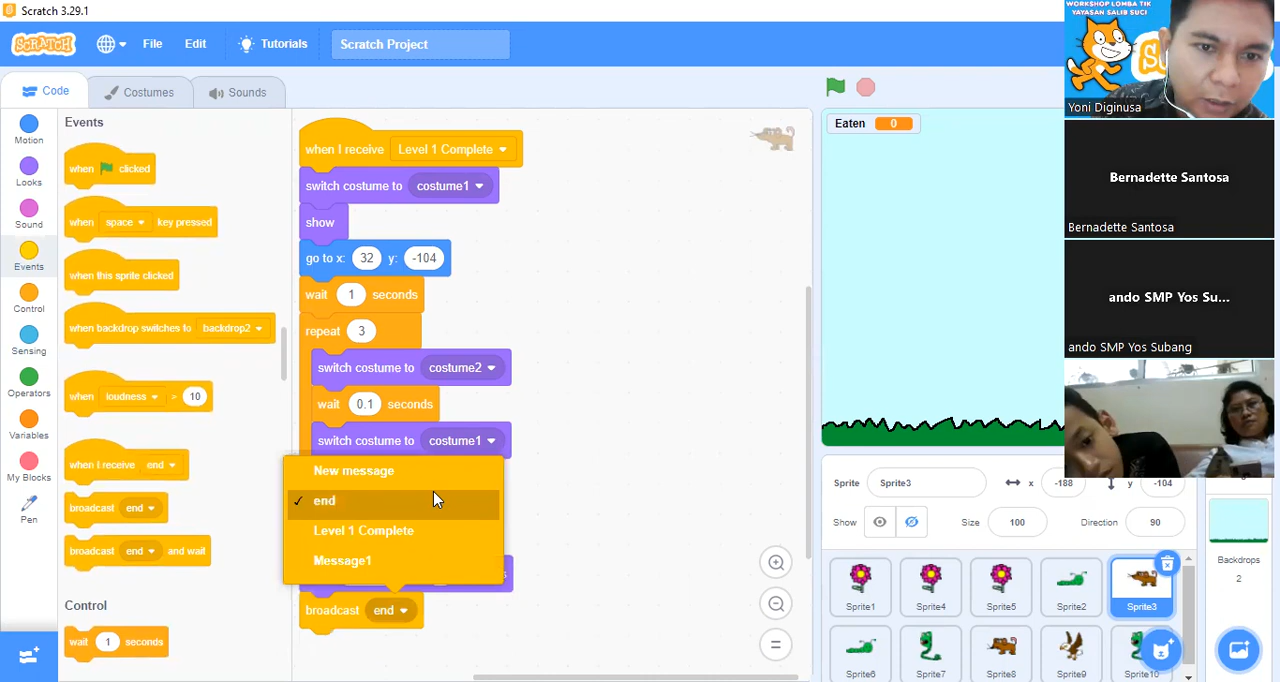 Scratch 3.29.1
SCRATCH
File
Edit
Tutorials
Scratch Project
Code
Costumes
Sounds
Motion
Looks
Sound
Events
Control
Sensing
Operators
Variables
My Blocks
Pen
Events
when clicked
when space key pressed
when this sprite clicked
when backdrop switches to backdrop2
when loudness > 10
when I receive end
broadcast end
broadcast end and wait
Control
wait 1 seconds
when I receive Level 1 Complete
switch costume to costume1
show
go to x: 32 y: -104
wait 1 seconds
repeat 3
switch costume to costume2
wait 0.1 seconds
switch costume to costume1
New message
✓ end
Level 1 Complete
Message1
broadcast end
Eaten 0
Sprite Sprite3 x -188 y -104
Show Size 100 Direction 90
Sprite1
Sprite4
Sprite5
Sprite2
Sprite3
Sprite6
Sprite7
Sprite8
Sprite9
Sprite10
Backdrops
2
WORKSHOP LOMBA TIK
YAYASAN SALIB SUCI
Yoni Diginusa
Bernadette Santosa
Bernadette Santosa
ando SMP Yos Su...
ando SMP Yos Subang